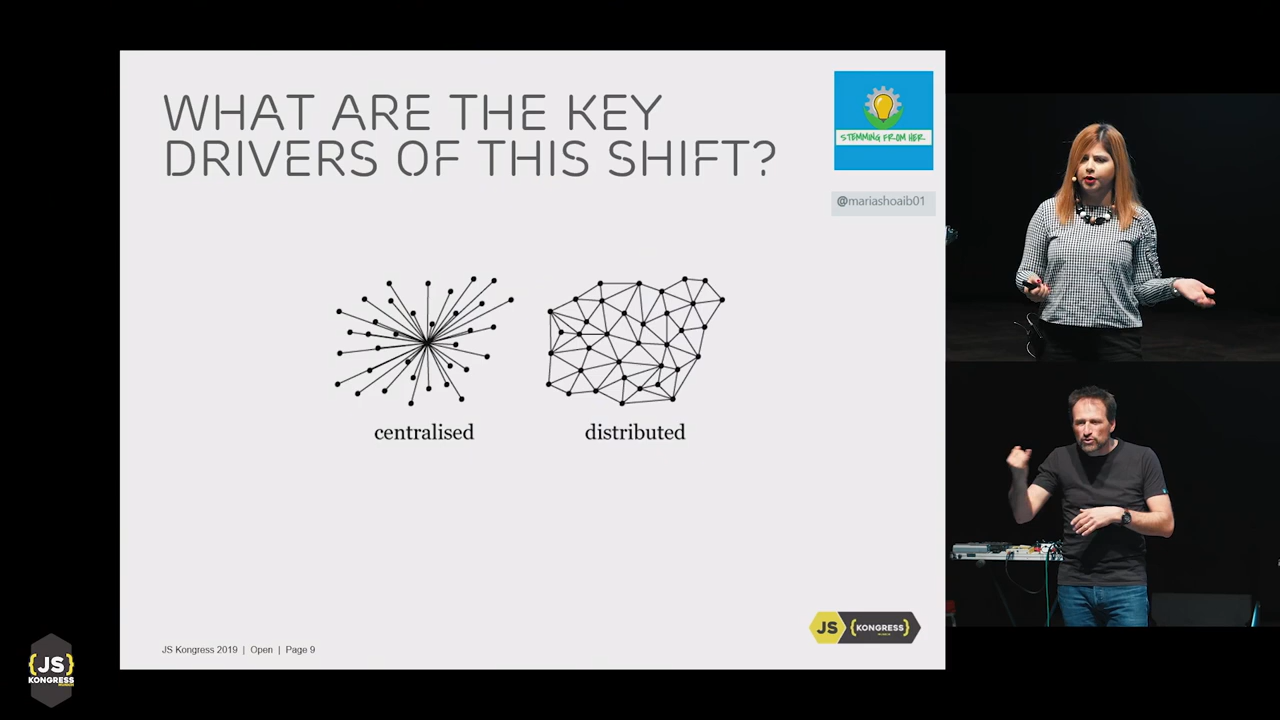 WHAT ARE THE KEY
DRIVERS OF THIS SHIFT?
STEMMING FROM HER
@mariashoaib01
centralised
distributed
JS Kongress 2019 | Open | Page 9
JS {KONGRESS}
{JS}
KONGRESS